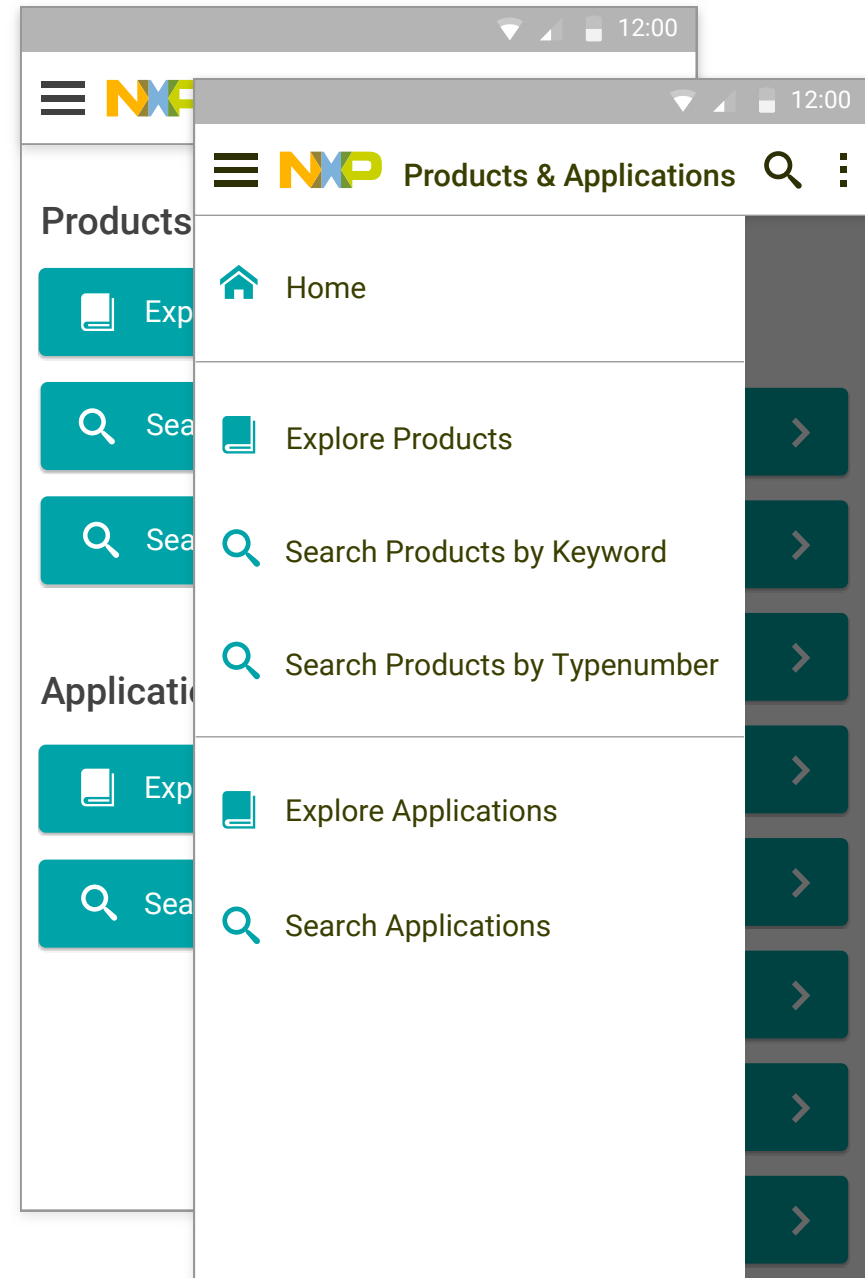 12:00
NXP
Products
Exp
Sea
Sea
Applicati
Exp
Sea
12:00
NXP Products & Applications
Home
Explore Products
Search Products by Keyword
Search Products by Typenumber
Explore Applications
Search Applications